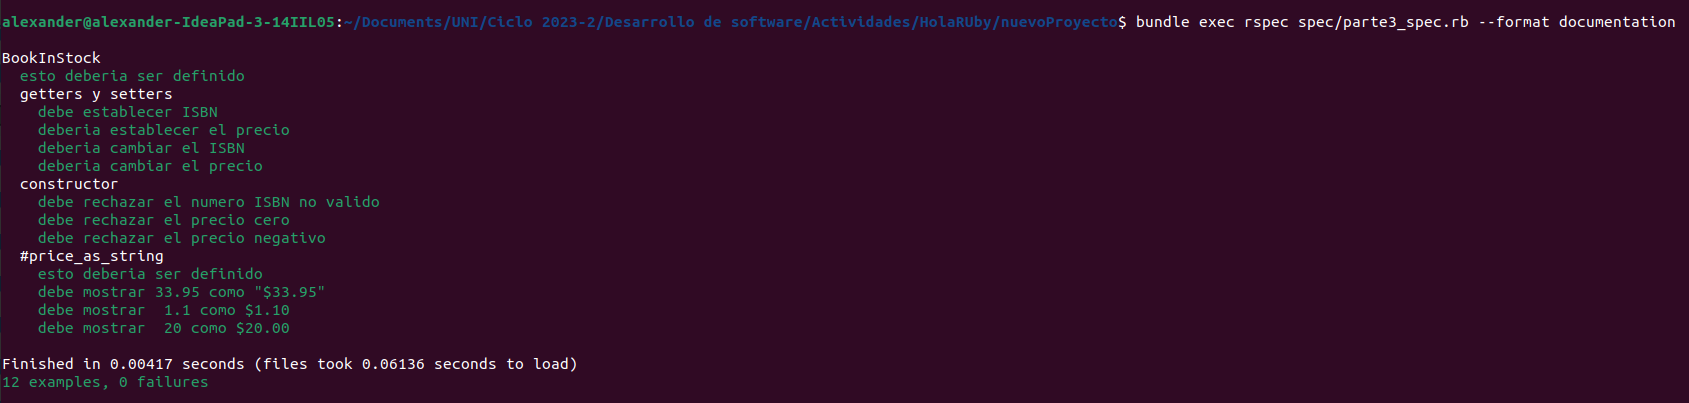 alexander@alexander-IdeaPad-3-14IIL05:~/Documents/UNI/Ciclo 2023-2/Desarrollo de software/Actividades/HolaRUby/nuevoProyecto$ bundle exec rspec spec/parte3_spec.rb --format documentation
BookInStock
  esto deberia ser definido
  getters y setters
    debe establecer ISBN
    deberia establecer el precio
    deberia cambiar el ISBN
    deberia cambiar el precio
  constructor
    debe rechazar el numero ISBN no valido
    debe rechazar el precio cero
    debe rechazar el precio negativo
  #price_as_string
    esto deberia ser definido
    debe mostrar 33.95 como "$33.95"
    debe mostrar  1.1 como $1.10
    debe mostrar  20 como $20.00
Finished in 0.00417 seconds (files took 0.06136 seconds to load)
12 examples, 0 failures